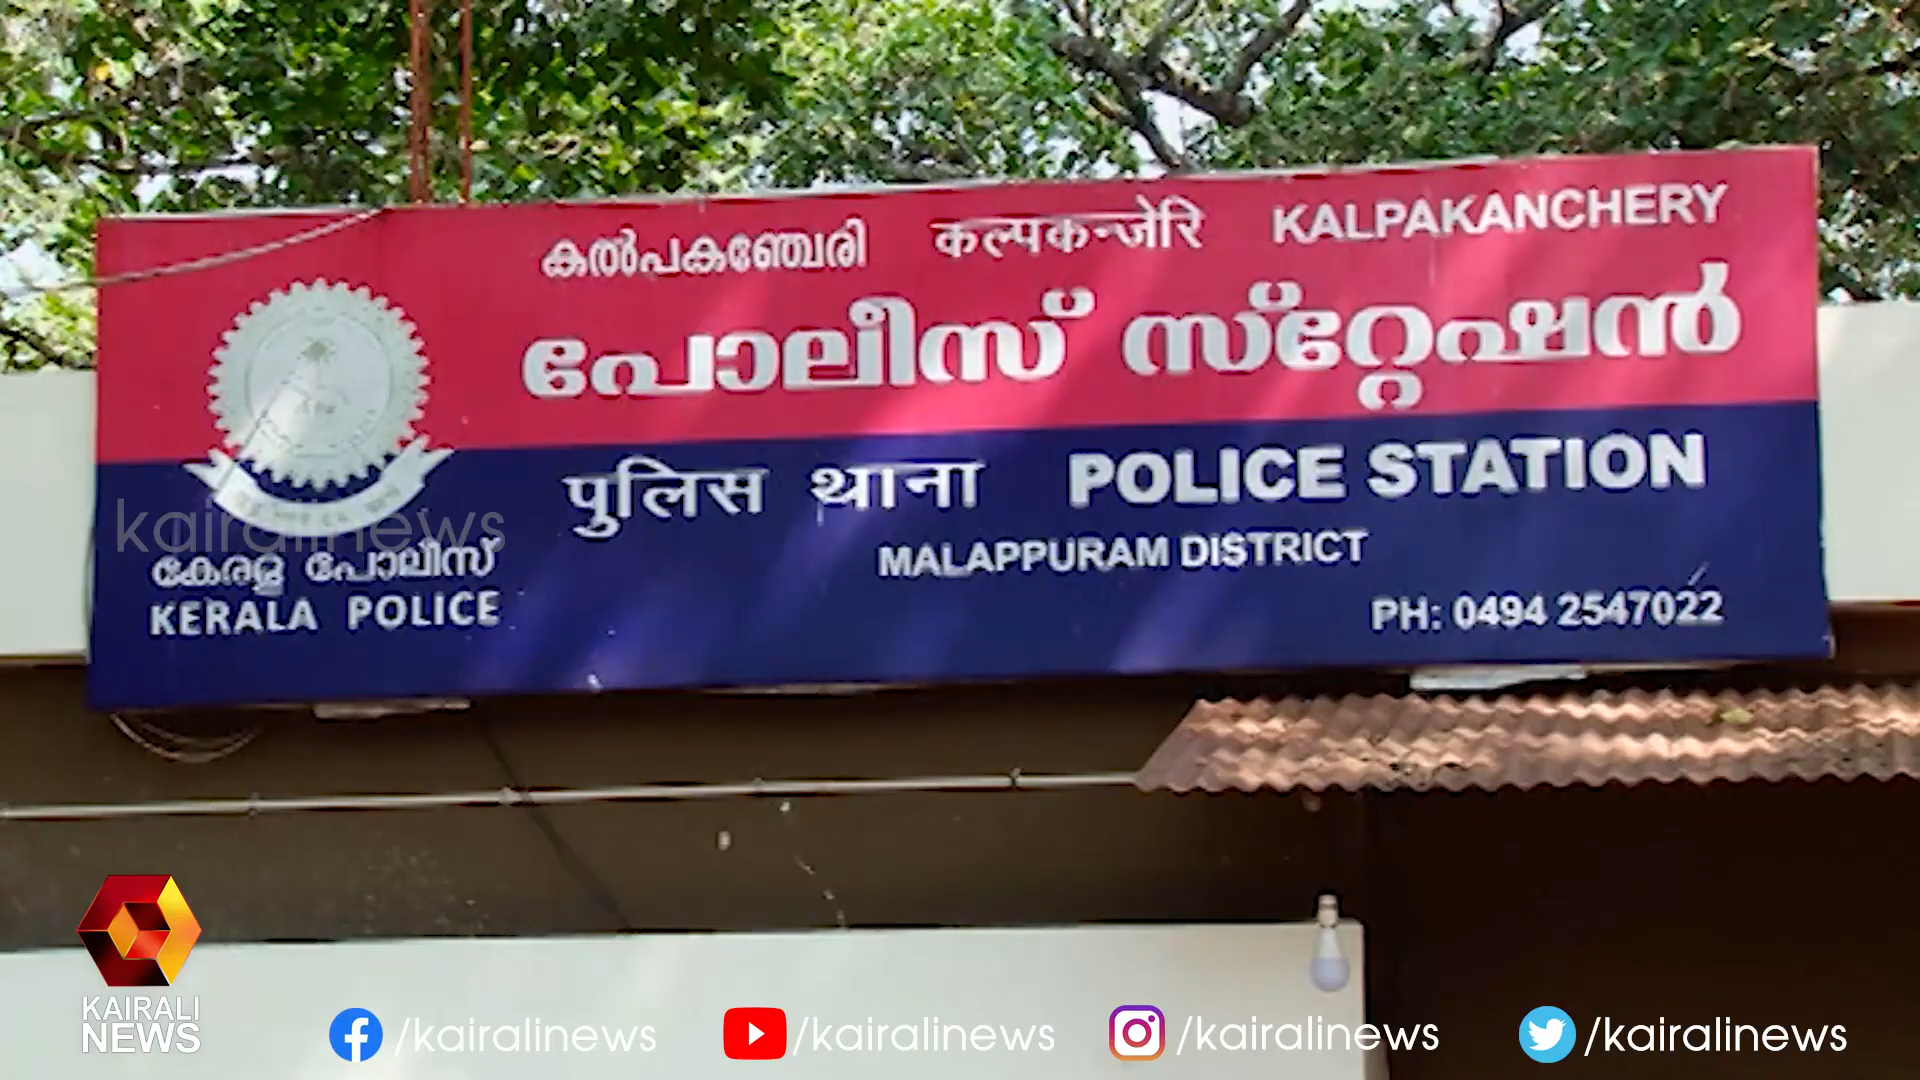 കൽപകഞ്ചേരി कल्पकन्जेरि KALPAKANCHERY
പോലീസ് സ്റ്റേഷൻ
पुलिस थाना POLICE STATION
MALAPPURAM DISTRICT
PH: 0494 2547022
kairalinews
കേരള പോലീസ്
KERALA POLICE
KAIRALI
NEWS
/kairalinews /kairalinews /kairalinews /kairalinews